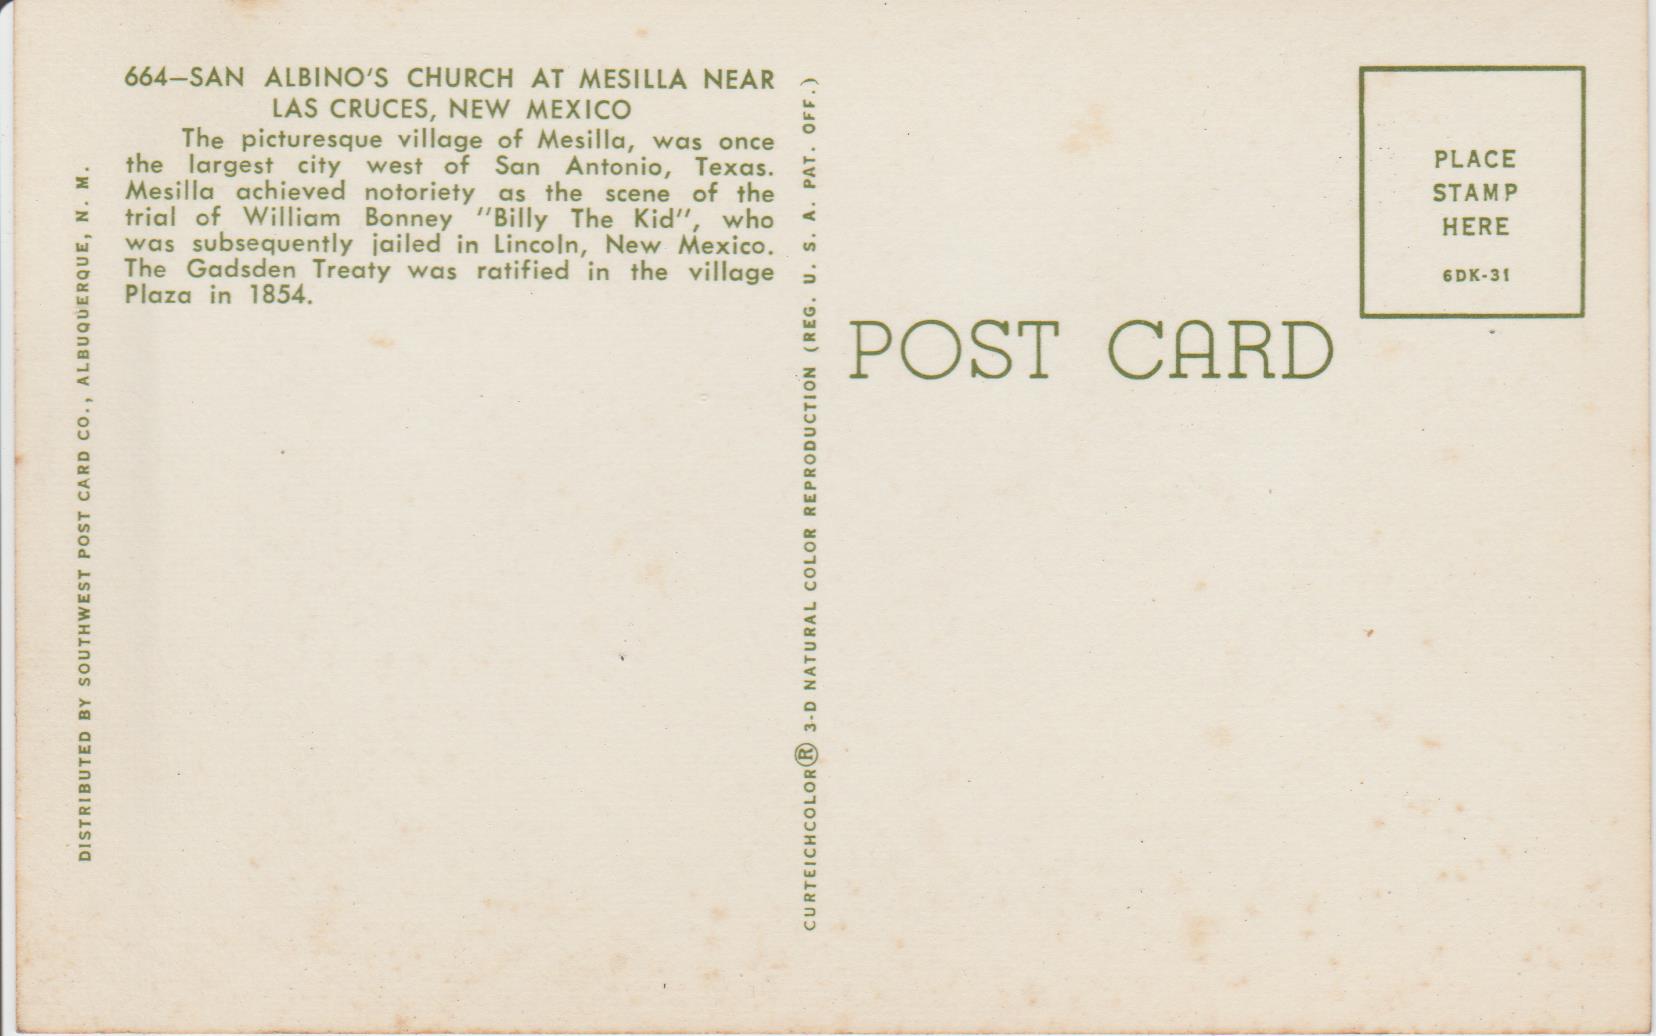 664—SAN ALBINO'S CHURCH AT MESILLA NEAR
LAS CRUCES, NEW MEXICO
The picturesque village of Mesilla, was once
the largest city west of San Antonio, Texas.
Mesilla achieved notoriety as the scene of the
trial of William Bonney "Billy The Kid", who
was subsequently jailed in Lincoln, New Mexico.
The Gadsden Treaty was ratified in the village
Plaza in 1854.
DISTRIBUTED BY SOUTHWEST POST CARD CO., ALBUQUERQUE, N. M.
CURTEICHCOLOR® 3-D NATURAL COLOR REPRODUCTION (REG. U. S. A. PAT. OFF.)
POST CARD
PLACE
STAMP
HERE
6DK-31